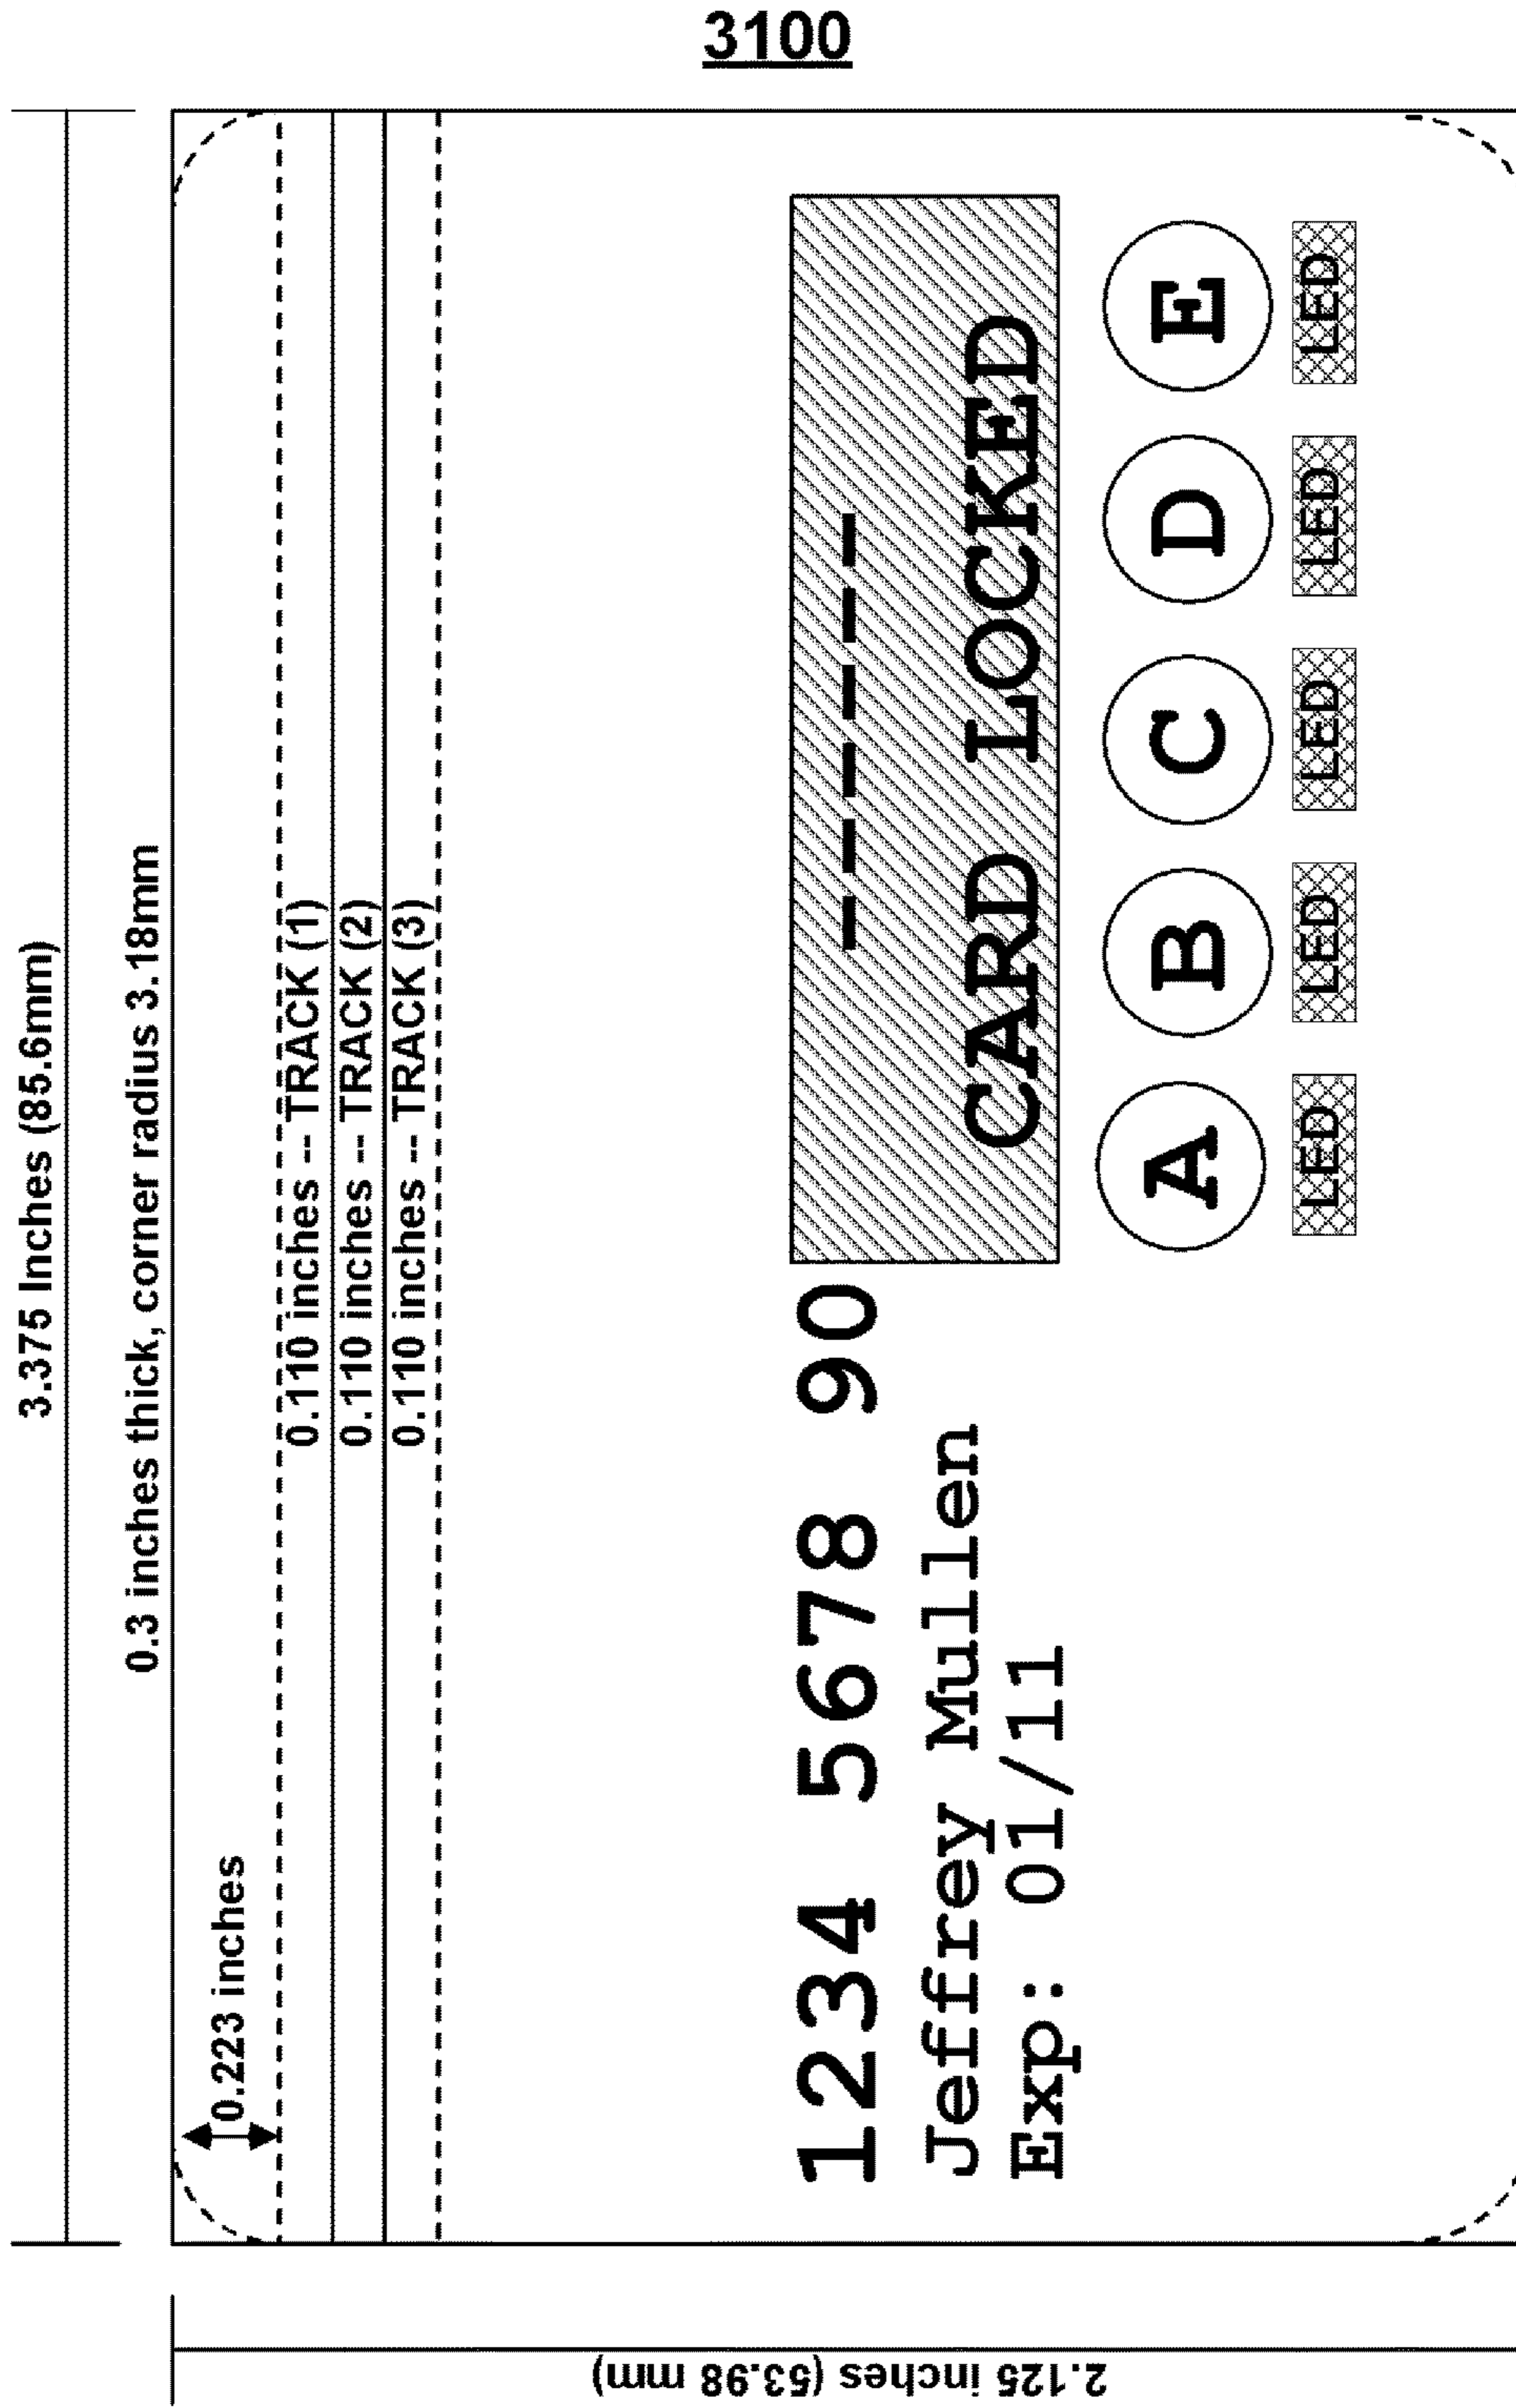 3100
3.375 Inches (85.6mm)
0.3 inches thick, corner radius 3.18mm
0.223 inches
0.110 inches -- TRACK (1)
0.110 inches -- TRACK (2)
0.110 inches -- TRACK (3)
2.125 inches (53.98 mm)
1234 5678 90
_ _ _ _ _ _
Jeffrey Mullen
CARD LOCKED
Exp: 01/11
A B C D E
LED LED LED LED LED